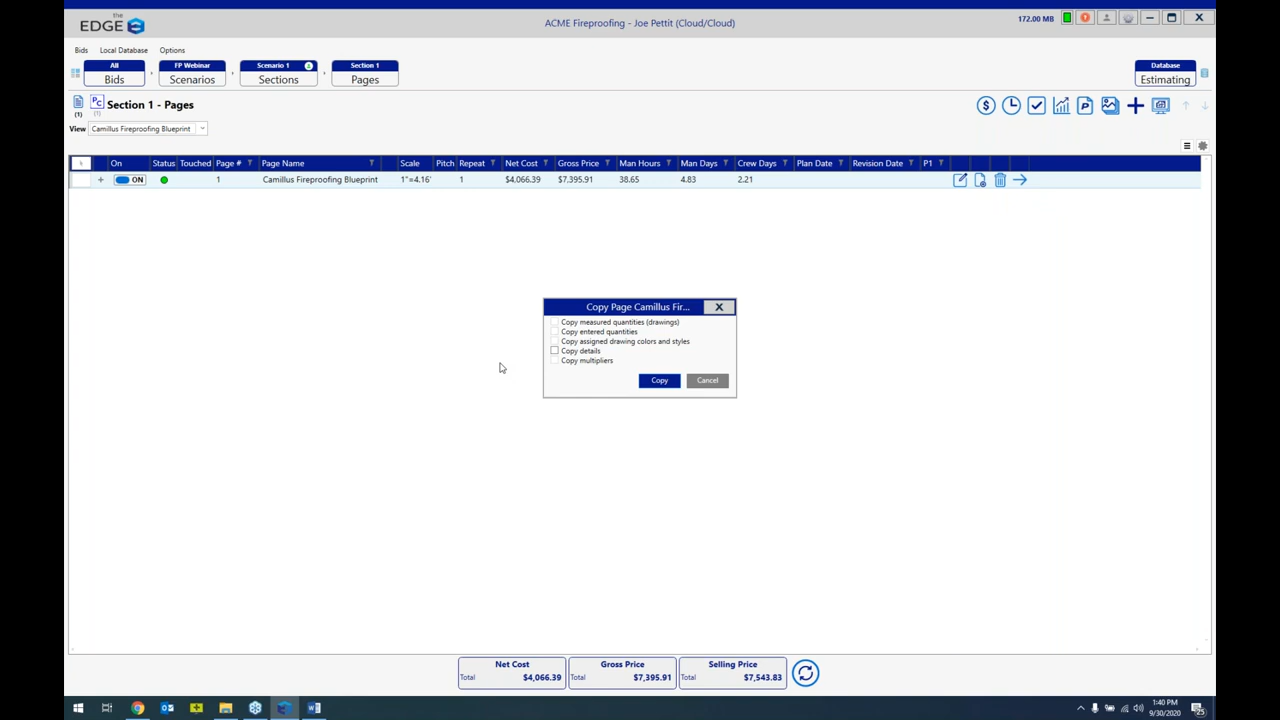 the
EDGE
ACME Fireproofing - Joe Pettit (Cloud/Cloud)
172.00 MB
Bids Local Database Options
All
Bids
FP Webinar
Scenarios
Scenario 1
Sections
Section 1
Pages
Database
Estimating
(1)
PC
(1)
Section 1 - Pages
View Camillus Fireproofing Blueprint
On Status Touched Page # Page Name Scale Pitch Repeat Net Cost Gross Price Man Hours Man Days Crew Days Plan Date Revision Date P1
+ ON 1 Camillus Fireproofing Blueprint 1"=4.16' 1 $4,066.39 $7,395.91 38.65 4.83 2.21
Copy Page Camillus Fir... X
Copy measured quantities (drawings)
Copy entered quantities
Copy assigned drawing colors and styles
Copy details
Copy multipliers
Copy Cancel
Net Cost
Total $4,066.39
Gross Price
Total $7,395.91
Selling Price
Total $7,543.83
1:40 PM
9/30/2020
25